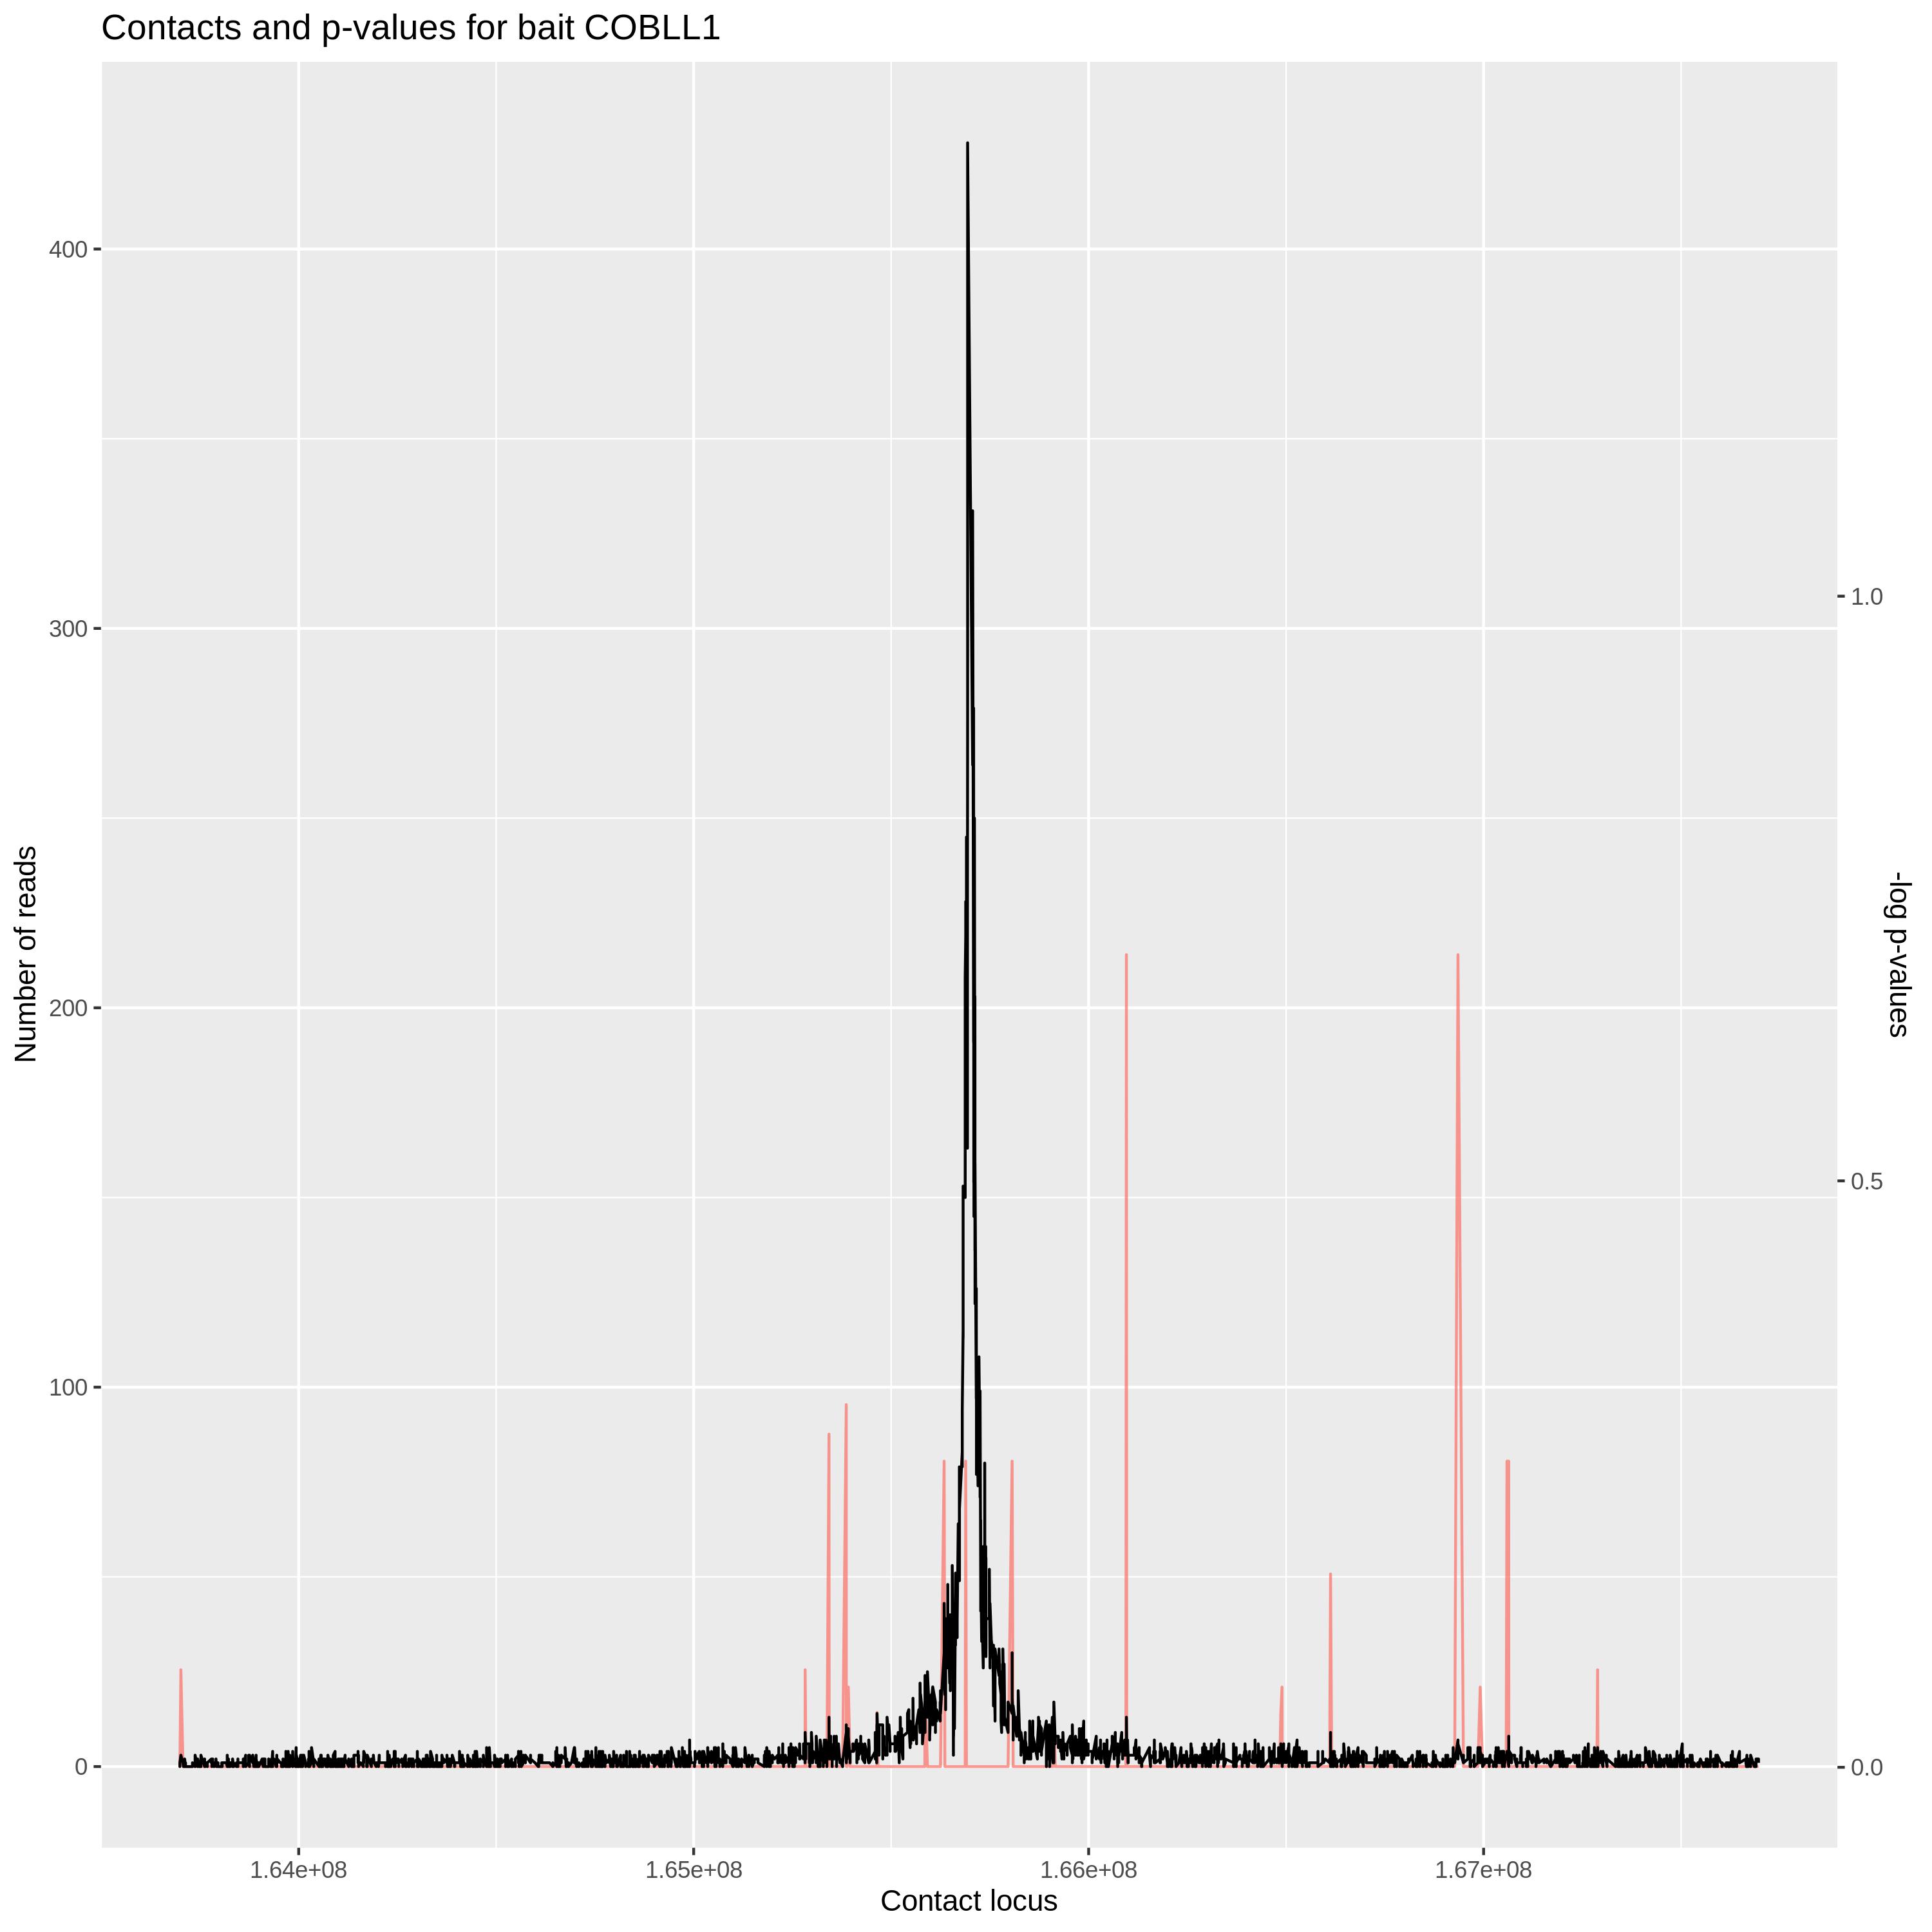 Contacts and p-values for bait COBLL1
400
300
200
100
0
Number of reads
1.0
0.5
0.0
-log p-values
1.64e+08
1.65e+08
1.66e+08
1.67e+08
Contact locus